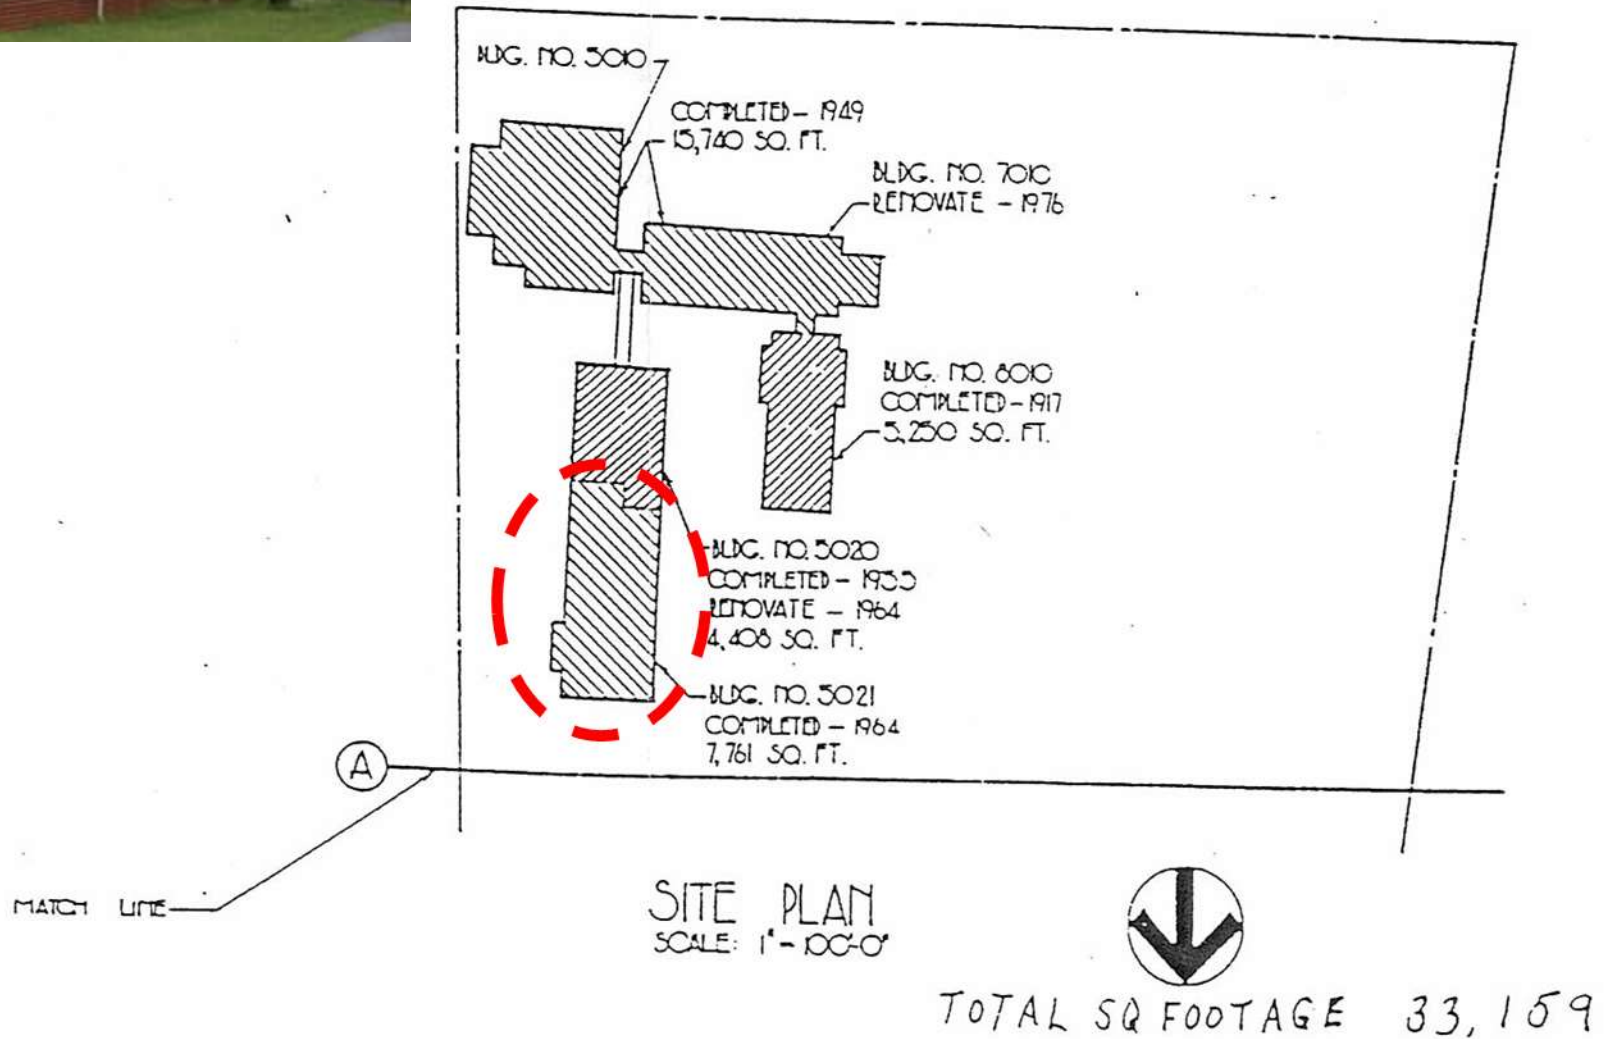 BLDG. NO. 5010
COMPLETED - 1949
15,740 SQ. FT.
BLDG. NO. 7010
RENOVATE - 1976
BLDG. NO. 8010
COMPLETED - 1917
5,250 SQ. FT.
BLDG. NO. 5020
COMPLETED - 1955
RENOVATE - 1964
4,408 SQ. FT.
BLDG. NO. 5021
COMPLETED - 1964
7,761 SQ. FT.
A
MATCH LINE
SITE PLAN
SCALE: 1" - 100'-0"
TOTAL SQ FOOTAGE 33,159